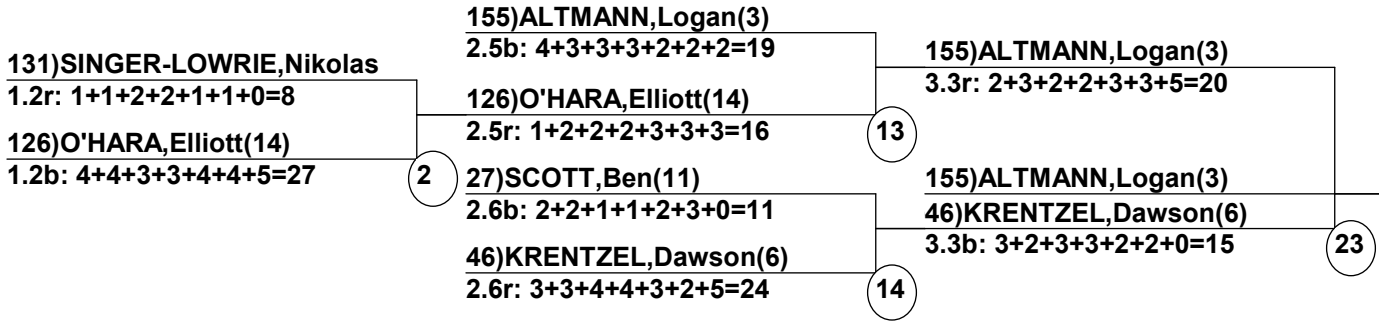 131)SINGER-LOWRIE,Nikolas
1.2r: 1+1+2+2+1+1+0=8
126)O'HARA,Elliott(14)
1.2b: 4+4+3+3+4+4+5=27
2
155)ALTMANN,Logan(3)
2.5b: 4+3+3+3+2+2+2=19
126)O'HARA,Elliott(14)
2.5r: 1+2+2+2+3+3+3=16
13
27)SCOTT,Ben(11)
2.6b: 2+2+1+1+2+3+0=11
46)KRENTZEL,Dawson(6)
2.6r: 3+3+4+4+3+2+5=24
14
155)ALTMANN,Logan(3)
3.3r: 2+3+2+2+3+3+5=20
155)ALTMANN,Logan(3)
46)KRENTZEL,Dawson(6)
3.3b: 3+2+3+3+2+2+0=15
23